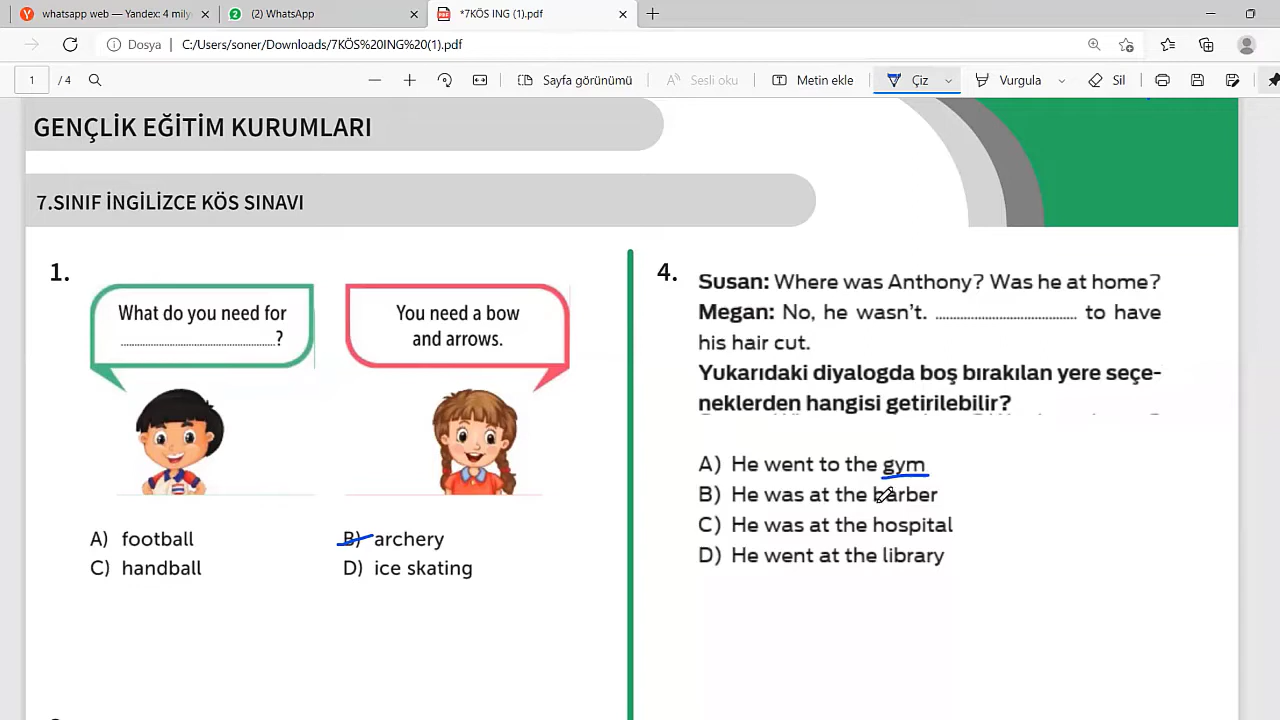 whatsapp web — Yandex: 4 mily
(2) WhatsApp
*7KÖS ING (1).pdf
Dosya
C:/Users/soner/Downloads/7KÖS%20ING%20(1).pdf
1 / 4
Sayfa görünümü
Sesli oku
Metin ekle
Çiz
Vurgula
Sil
GENÇLİK EĞİTİM KURUMLARI
7.SINIF İNGİLİZCE KÖS SINAVI
1.
What do you need for
?
You need a bow
and arrows.
A) football
B) archery
C) handball
D) ice skating
4.
Susan: Where was Anthony? Was he at home?
Megan: No, he wasn't. ........................................ to have
his hair cut.
Yukarıdaki diyalogda boş bırakılan yere seçe-
neklerden hangisi getirilebilir?
A) He went to the gym
B) He was at the barber
C) He was at the hospital
D) He went at the library